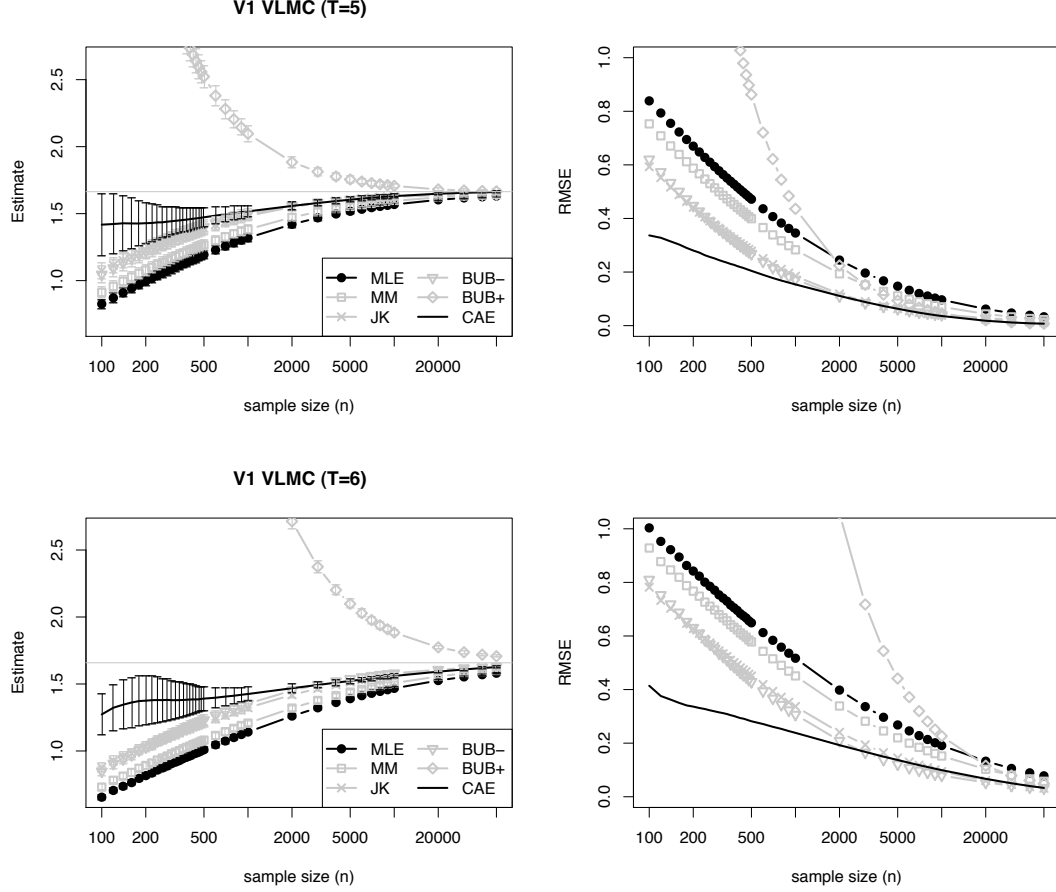 V1 VLMC (T=5)
Estimate
2.5
2.0
1.5
1.0
MLE
MM
JK
BUB−
BUB+
CAE
100 200 500 2000 5000 20000
sample size (n)
RMSE
1.0
0.8
0.6
0.4
0.2
0.0
100 200 500 2000 5000 20000
sample size (n)
V1 VLMC (T=6)
Estimate
2.5
2.0
1.5
1.0
MLE
MM
JK
BUB−
BUB+
CAE
100 200 500 2000 5000 20000
sample size (n)
RMSE
1.0
0.8
0.6
0.4
0.2
0.0
100 200 500 2000 5000 20000
sample size (n)